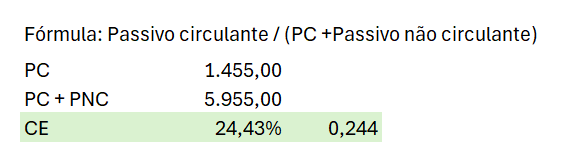 Fórmula: Passivo circulante / (PC +Passivo não circulante)
PC 1.455,00
PC + PNC 5.955,00
CE 24,43% 0,244